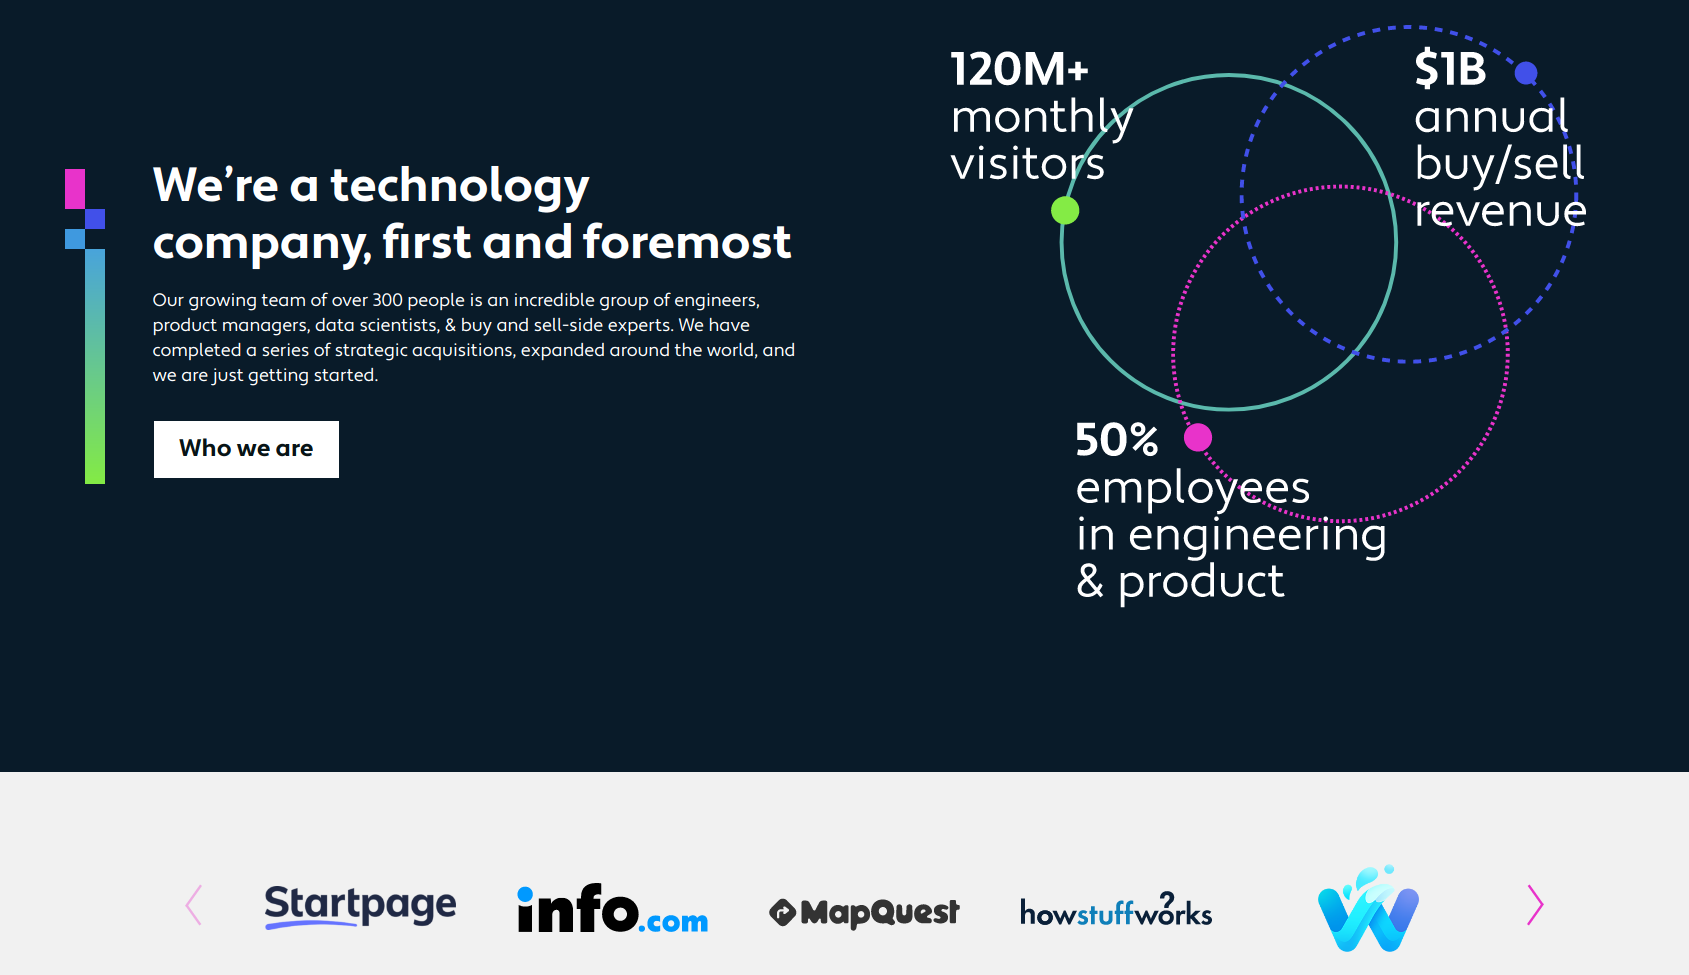 We’re a technology
company, first and foremost
Our growing team of over 300 people is an incredible group of engineers,
product managers, data scientists, & buy and sell-side experts. We have
completed a series of strategic acquisitions, expanded around the world, and
we are just getting started.
Who we are
120M+
monthly
visitors
$1B
annual
buy/sell
revenue
50%
employees
in engineering
& product
Startpage
info.com
MapQuest
howstuffworks